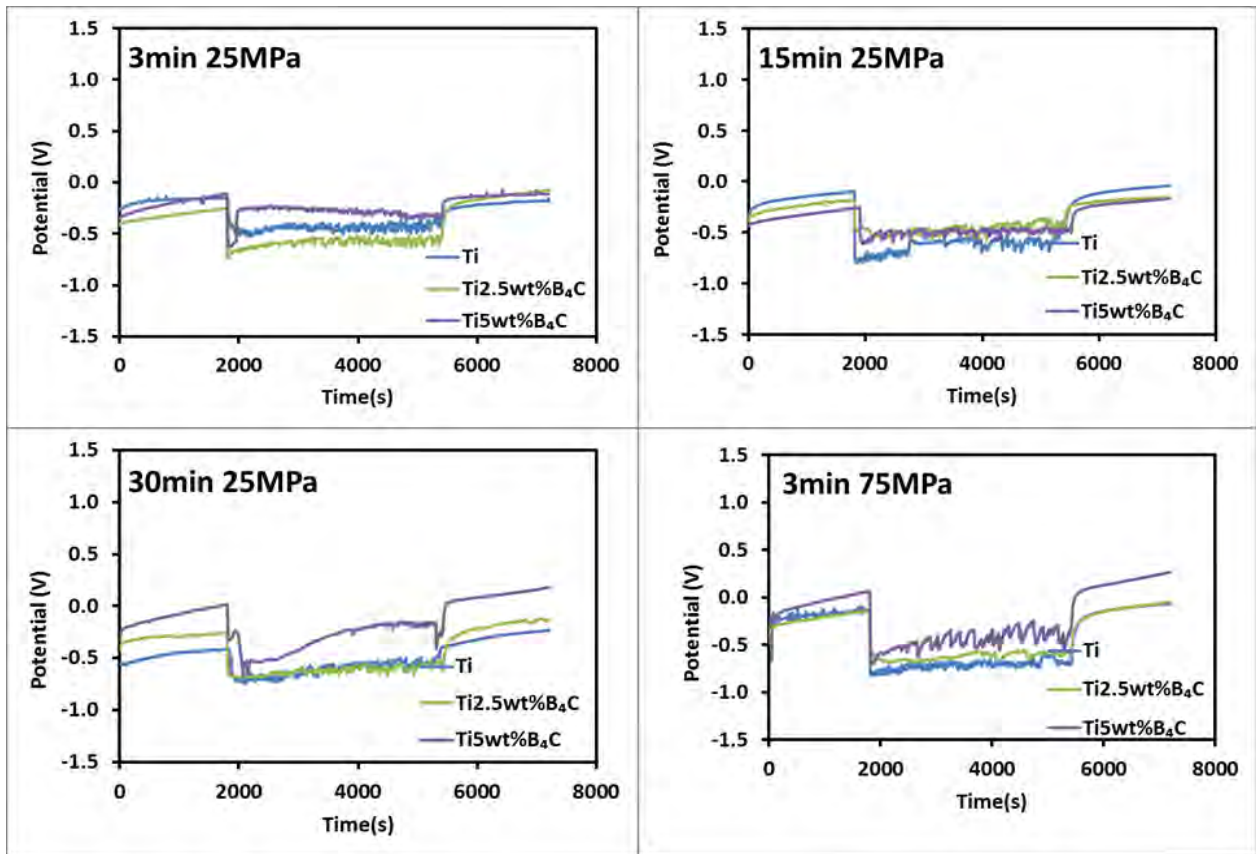 3min 25MPa
1.5
1.0
0.5
0.0
-0.5
-1.0
-1.5
Potential (V)
0 2000 4000 6000 8000
Time(s)
Ti
Ti2.5wt%B₄C
Ti5wt%B₄C
15min 25MPa
1.5
1.0
0.5
0.0
-0.5
-1.0
-1.5
Potential (V)
0 2000 4000 6000 8000
Time(s)
Ti
Ti2.5wt%B₄C
Ti5wt%B₄C
30min 25MPa
1.5
1.0
0.5
0.0
-0.5
-1.0
-1.5
Potential (V)
0 2000 4000 6000 8000
Time(s)
Ti
Ti2.5wt%B₄C
Ti5wt%B₄C
3min 75MPa
1.5
1.0
0.5
0.0
-0.5
-1.0
-1.5
Potential (V)
0 2000 4000 6000 8000
Time(s)
Ti
Ti2.5wt%B₄C
Ti5wt%B₄C